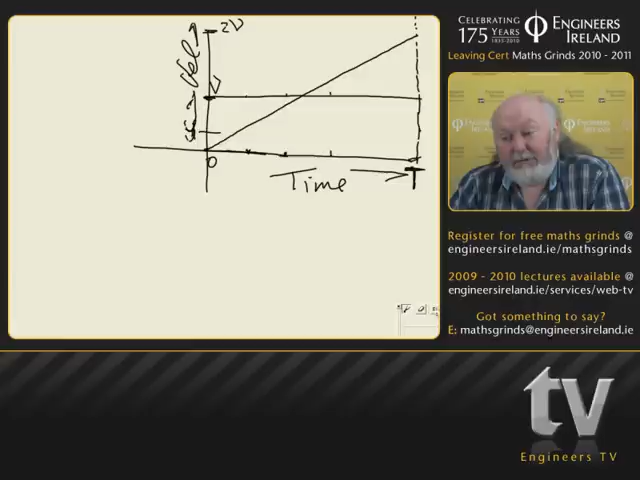 CELEBRATING
175 YEARS
1835-2010
ENGINEERS
IRELAND
Leaving Cert Maths Grinds 2010 - 2011
2V
Vel
V
0
Time
T
Register for free maths grinds @
engineersireland.ie/mathsgrinds
2009 - 2010 lectures available @
engineersireland.ie/services/web-tv
Got something to say?
E: mathsgrinds@engineersireland.ie
tv
Engineers TV